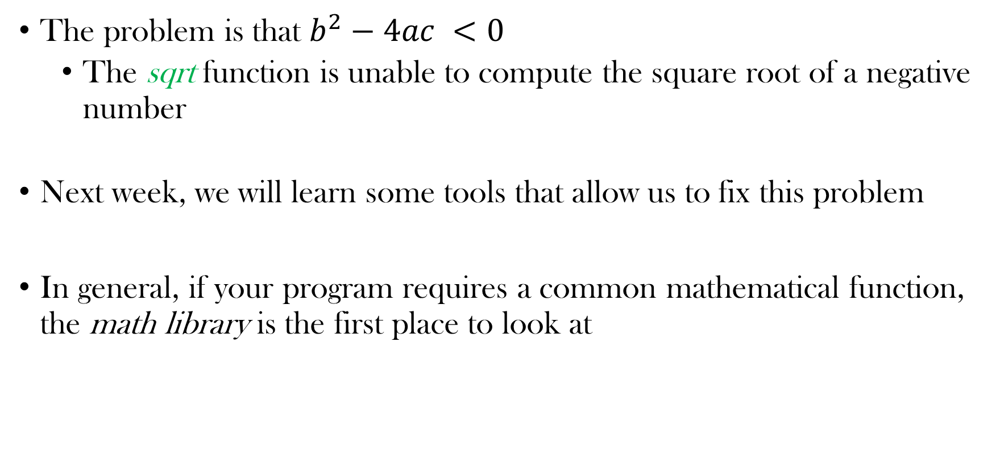 • The problem is that b² − 4ac < 0
• The sqrt function is unable to compute the square root of a negative
number
• Next week, we will learn some tools that allow us to fix this problem
• In general, if your program requires a common mathematical function,
the math library is the first place to look at